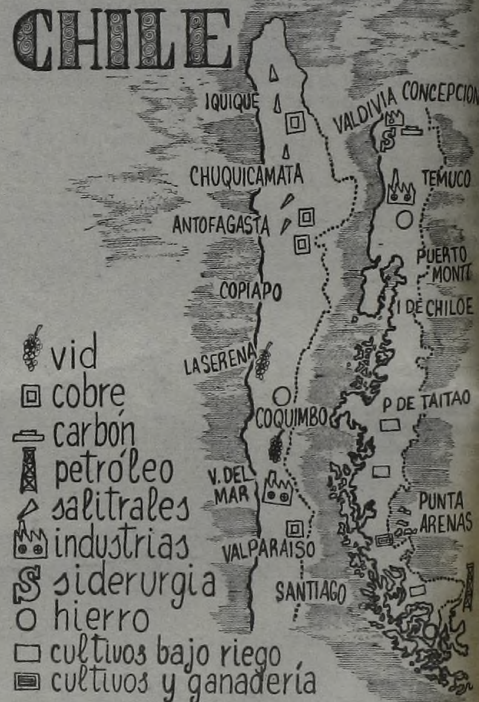 CHILE
IQUIQUE
CHUQUICAMATA
ANTOFAGASTA
COPIAPO
LA SERENA
COQUIMBO
V. DEL
MAR
VALPARAISO
SANTIAGO
VALDIVIA
CONCEPCION
TEMUCO
PUERTO
MONTT
I DE CHILOE
P DE TAITAO
PUNTA
ARENAS
vid
cobre
carbón
petróleo
salitrales
industrias
siderurgia
hierro
cultivos bajo riego
cultivos y ganadería